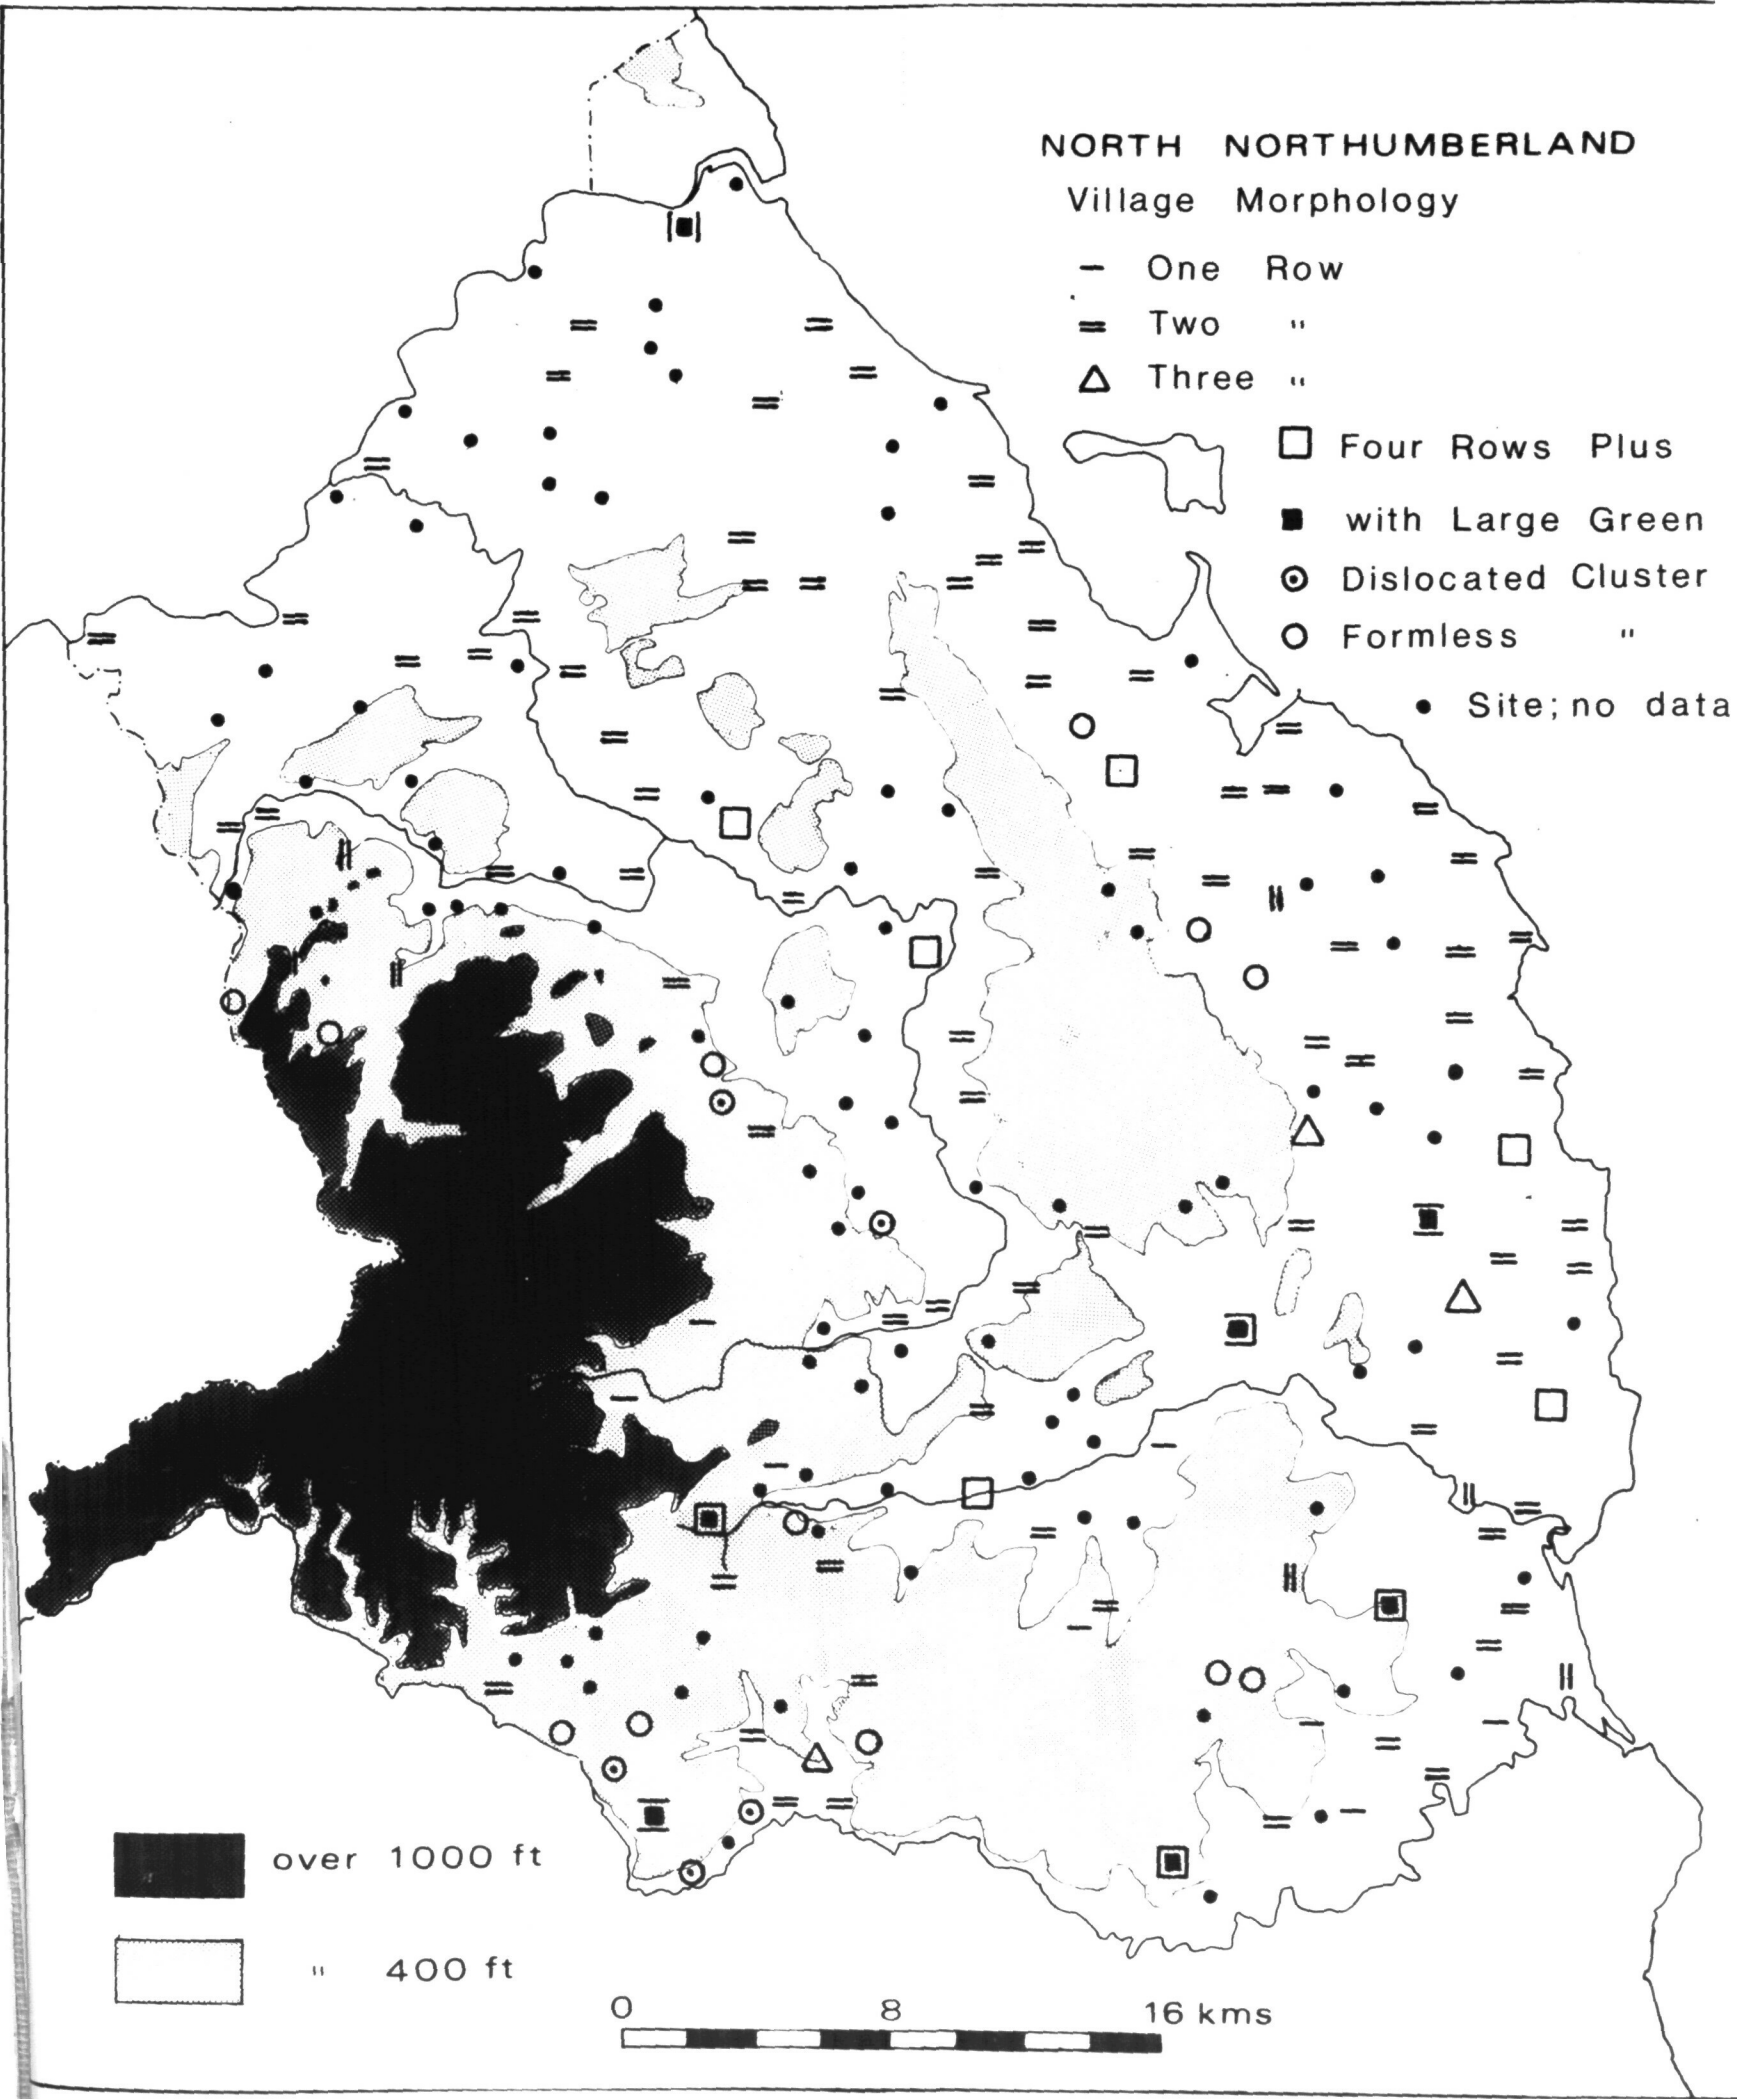 NORTH NORTHUMBERLAND
Village Morphology
One Row
Two "
Three "
Four Rows Plus
with Large Green
Dislocated Cluster
Formless "
Site; no data
over 1000 ft
" 400 ft
0 8 16 kms